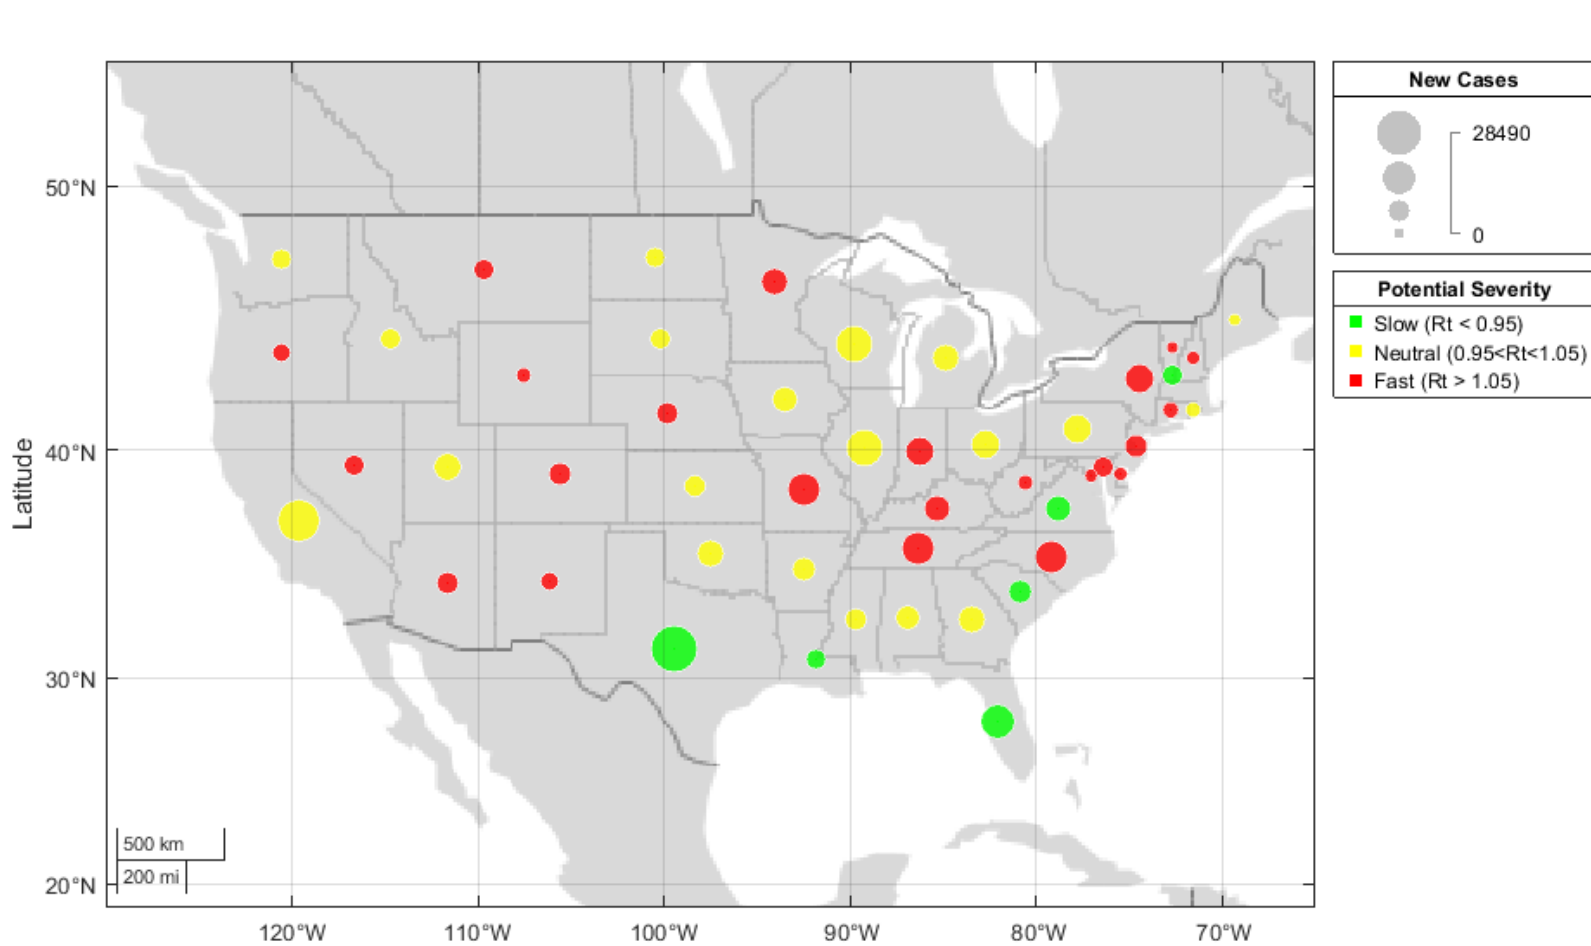 New Cases
28490
0
Potential Severity
Slow (Rt < 0.95)
Neutral (0.95<Rt<1.05)
Fast (Rt > 1.05)
Latitude
50°N
40°N
30°N
20°N
500 km
200 mi
120°W
110°W
100°W
90°W
80°W
70°W